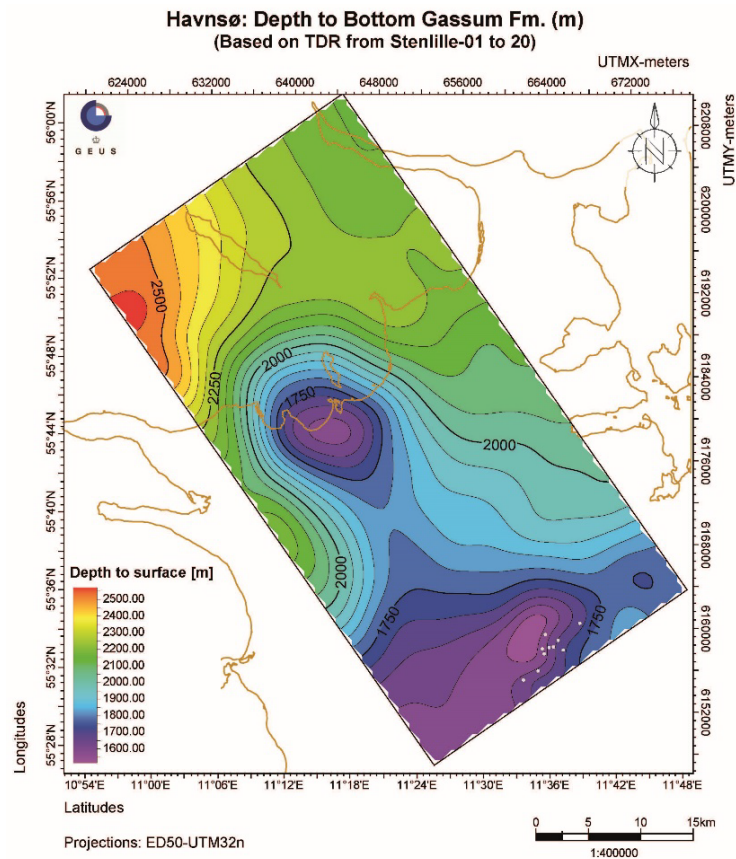 Havnsø: Depth to Bottom Gassum Fm. (m)
(Based on TDR from Stenlille-01 to 20)
UTMX-meters
624000 632000 640000 648000 656000 664000 672000
UTMY-meters
6208000
6200000
6192000
6184000
6176000
6168000
6160000
6152000
56°00'N
55°56'N
55°52'N
55°48'N
55°44'N
55°40'N
55°36'N
55°32'N
55°28'N
GEUS
N
2500
2250
2000
1750
2000
2000
1750
1750
Depth to surface [m]
2500.00
2400.00
2300.00
2200.00
2100.00
2000.00
1900.00
1800.00
1700.00
1600.00
Longitudes
10°54'E 11°00'E 11°12'E 11°18'E 11°24'E 11°30'E 11°36'E 11°42'E 11°48'E
Latitudes
Projections: ED50-UTM32n
0 5 10 15km
1:400000